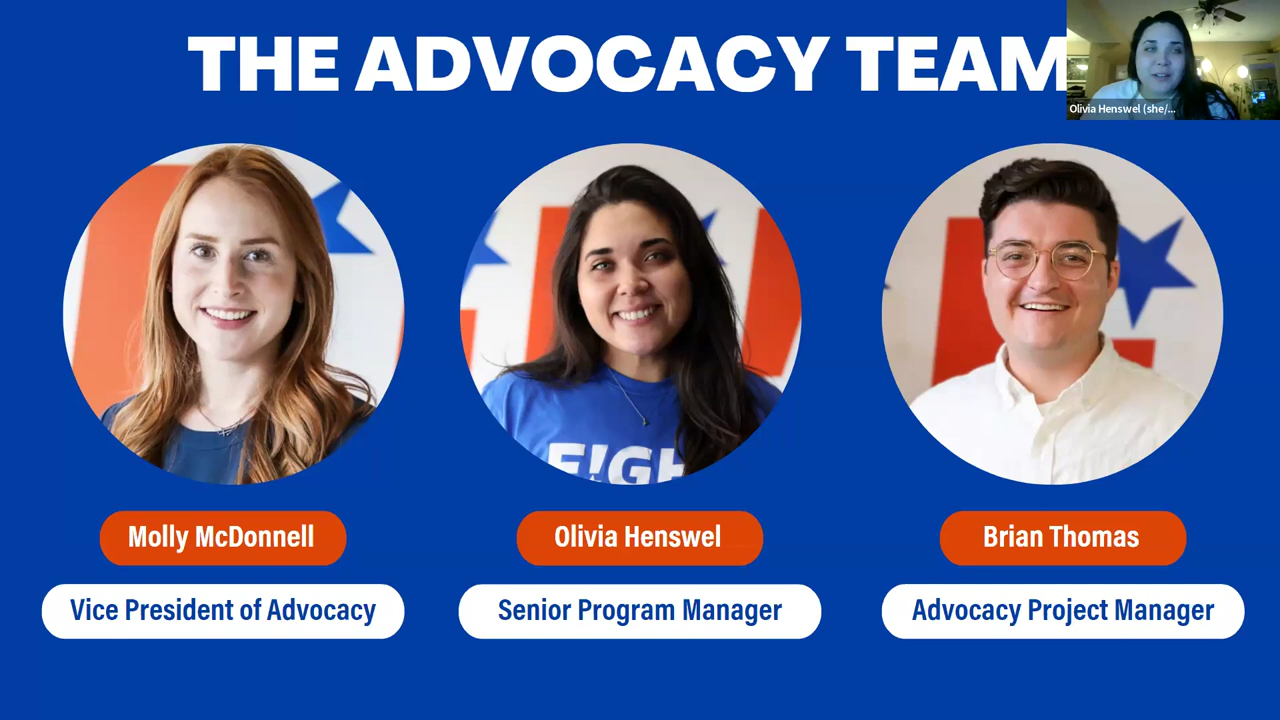 THE ADVOCACY TEAM
Olivia Henswel (she/...
F!GH
Molly McDonnell
Olivia Henswel
Brian Thomas
Vice President of Advocacy
Senior Program Manager
Advocacy Project Manager